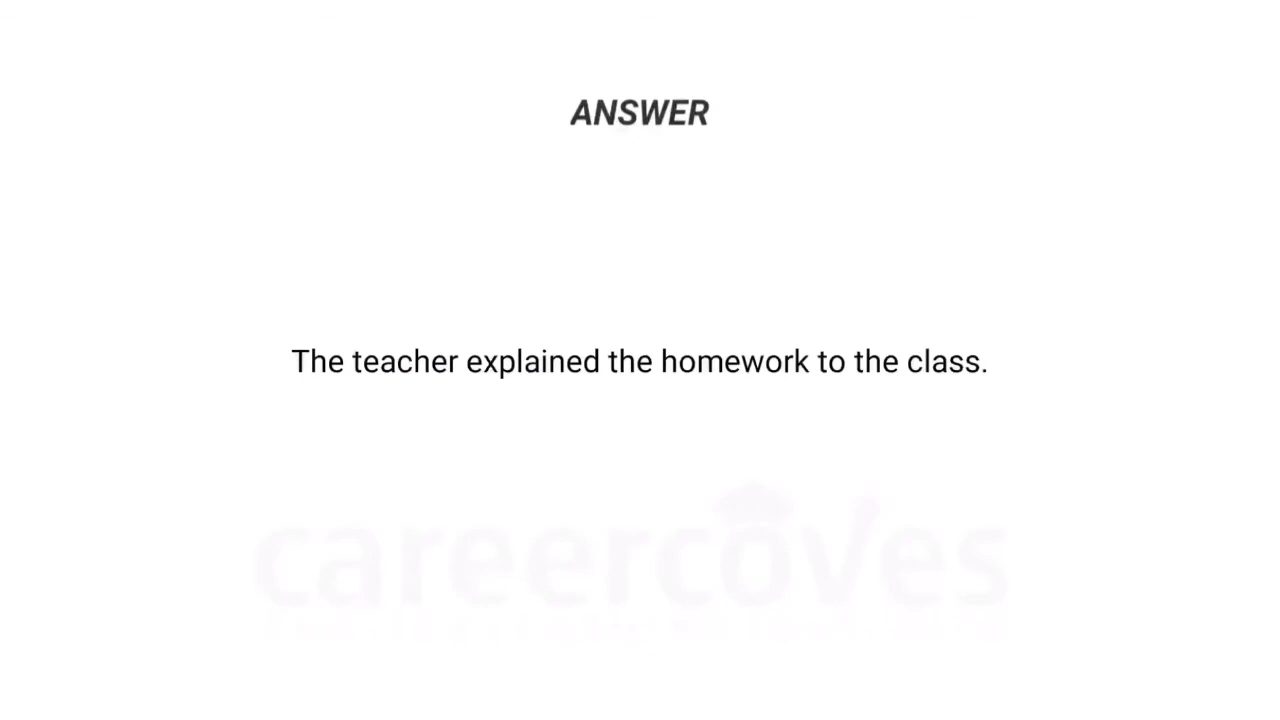 ANSWER
The teacher explained the homework to the class.
careercoves